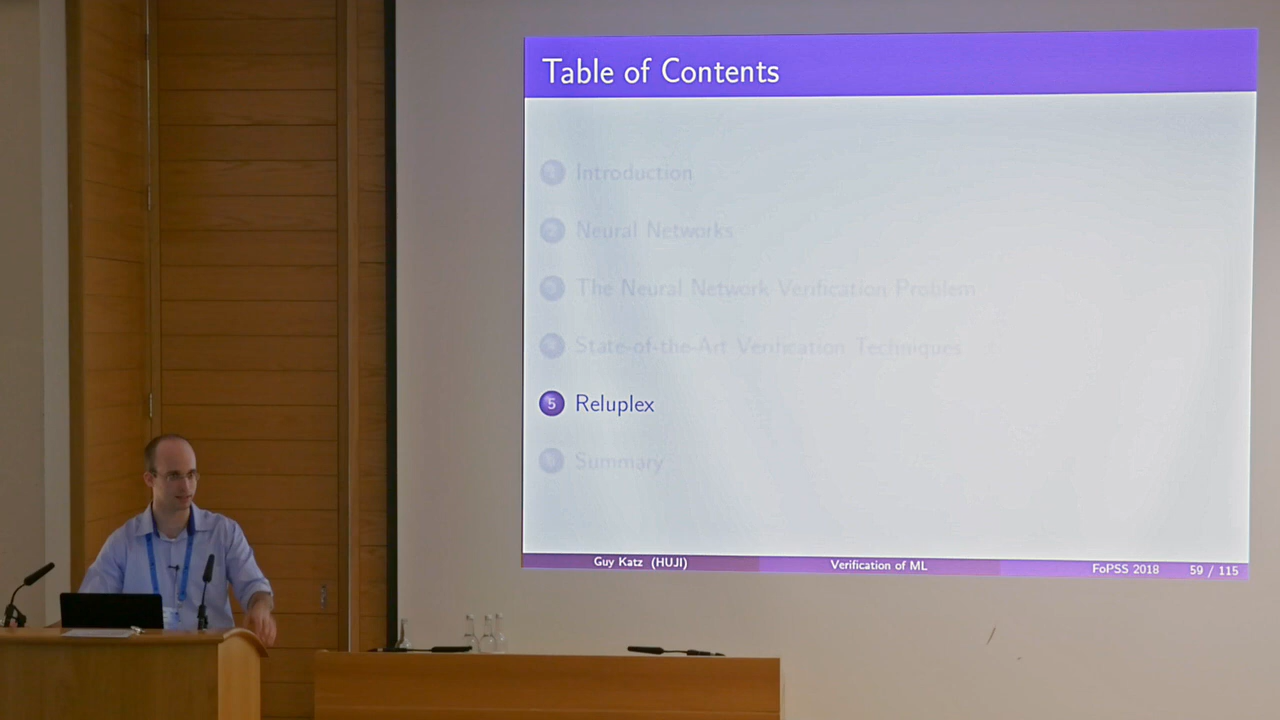 Table of Contents
1 Introduction
2 Neural Networks
3 The Neural Network Verification Problem
4 State-of-the-Art Verification Techniques
5 Reluplex
6 Summary
Guy Katz (HUJI) Verification of ML FoPSS 2018 59 / 115